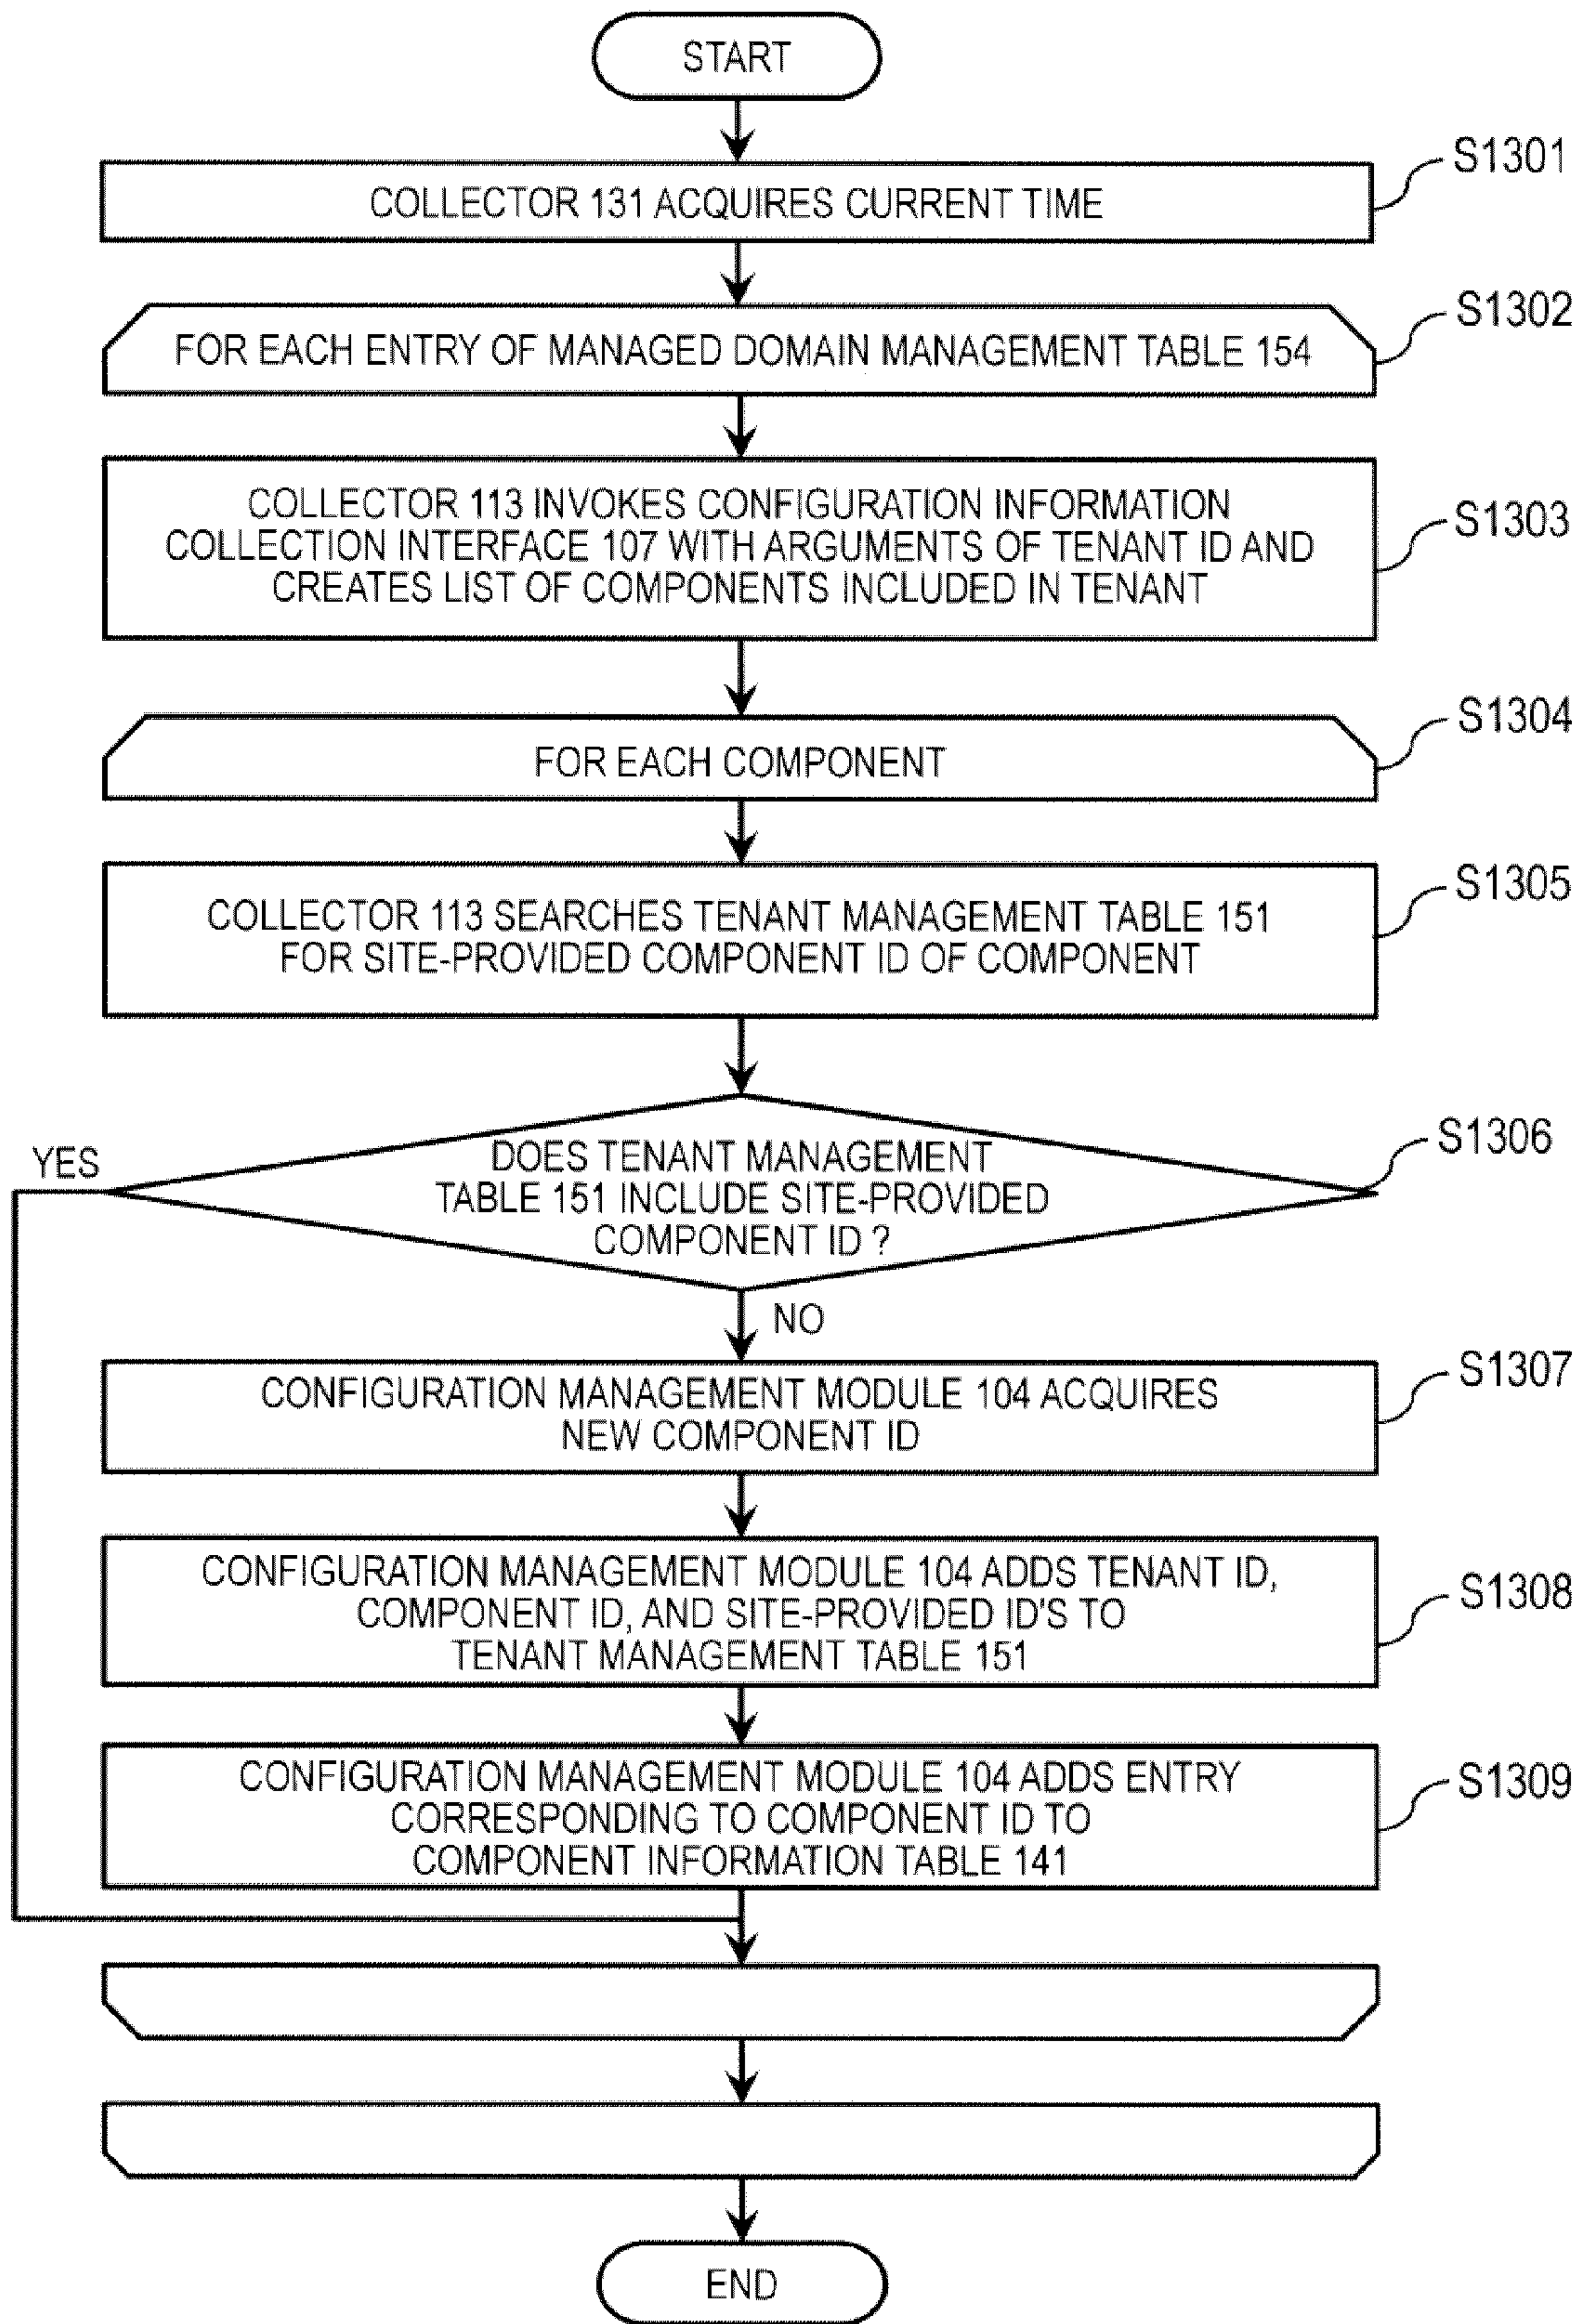 START
S1301
COLLECTOR 131 ACQUIRES CURRENT TIME
S1302
FOR EACH ENTRY OF MANAGED DOMAIN MANAGEMENT TABLE 154
S1303
COLLECTOR 113 INVOKES CONFIGURATION INFORMATION
COLLECTION INTERFACE 107 WITH ARGUMENTS OF TENANT ID AND
CREATES LIST OF COMPONENTS INCLUDED IN TENANT
S1304
FOR EACH COMPONENT
S1305
COLLECTOR 113 SEARCHES TENANT MANAGEMENT TABLE 151
FOR SITE-PROVIDED COMPONENT ID OF COMPONENT
S1306
YES
DOES TENANT MANAGEMENT
TABLE 151 INCLUDE SITE-PROVIDED
COMPONENT ID ?
NO
S1307
CONFIGURATION MANAGEMENT MODULE 104 ACQUIRES
NEW COMPONENT ID
S1308
CONFIGURATION MANAGEMENT MODULE 104 ADDS TENANT ID,
COMPONENT ID, AND SITE-PROVIDED ID'S TO
TENANT MANAGEMENT TABLE 151
S1309
CONFIGURATION MANAGEMENT MODULE 104 ADDS ENTRY
CORRESPONDING TO COMPONENT ID TO
COMPONENT INFORMATION TABLE 141
END